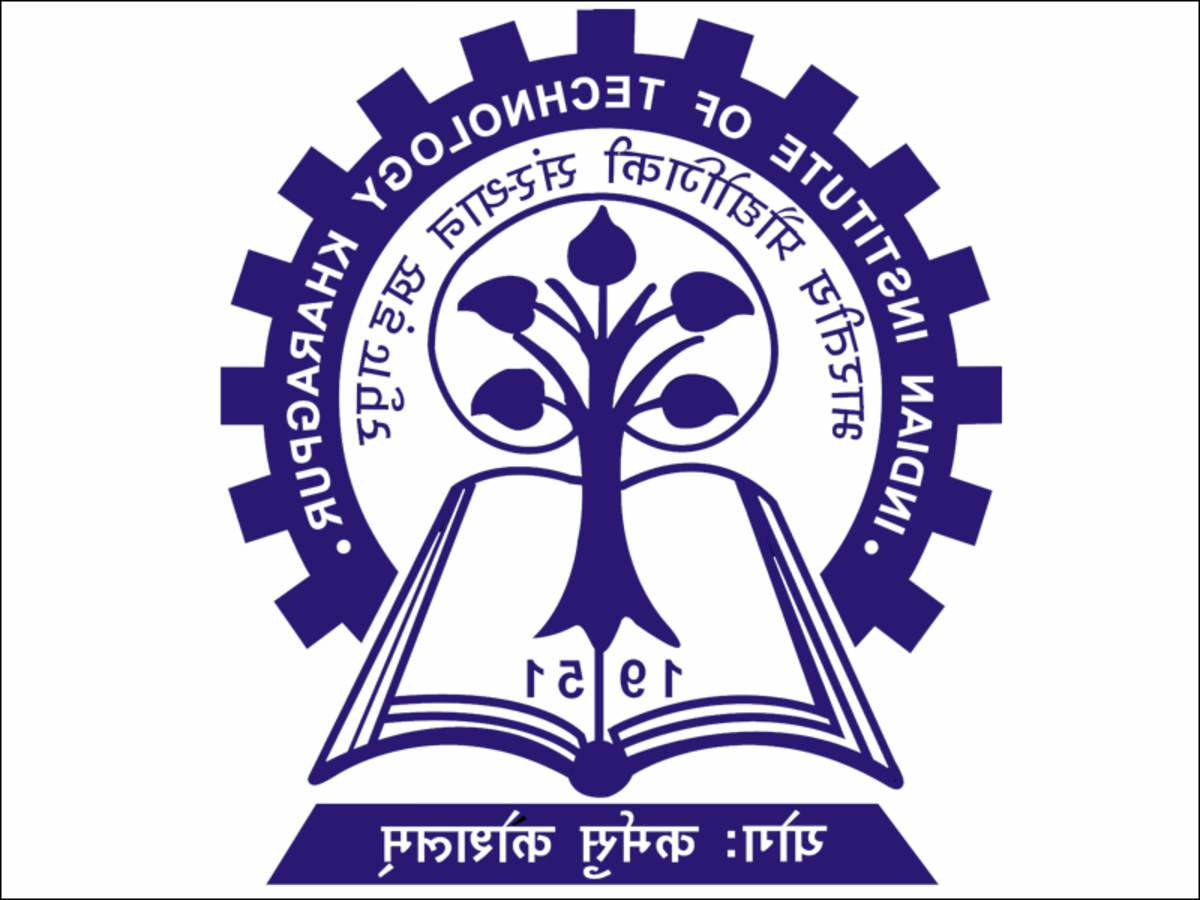 • INDIAN INSTITUTE OF TECHNOLOGY KHARAGPUR •
भारतीय प्रौद्योगिकी संस्थान खड़गपुर
1951
योगः कर्मसु कौशलम्